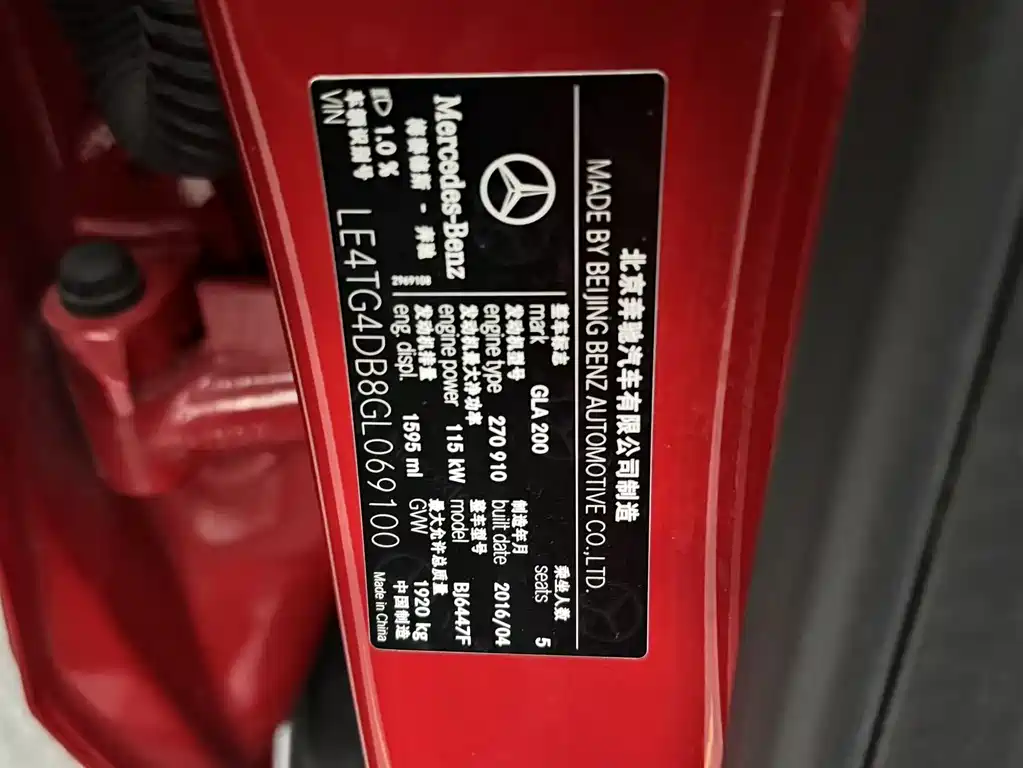 北京奔驰汽车有限公司制造
MADE BY BEIJING BENZ AUTOMOTIVE CO.,LTD.
Mercedes-Benz
梅赛德斯 - 奔驰
1.0 %
2969108
整车标志
mark GLA 200
乘坐人数
seats 5
发动机型号
engine type 270 910
制造年月
built date 2016/04
发动机最大净功率
engine power 115 kW
整车型号
model BJ6447F
发动机排量
eng. displ. 1595 ml
最大允许总质量
GVW 1920 kg
车辆识别号
VIN LE4TG4DB8GL069100
中国制造
Made in China